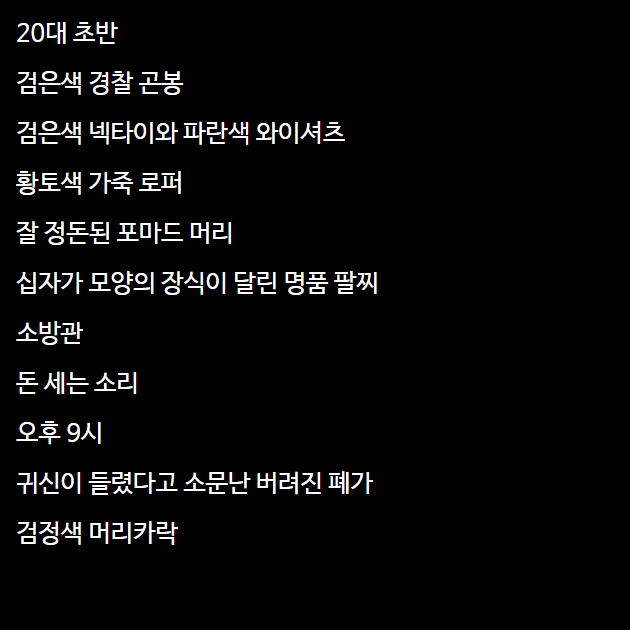 20대 초반
검은색 경찰 곤봉
검은색 넥타이와 파란색 와이셔츠
황토색 가죽 로퍼
잘 정돈된 포마드 머리
십자가 모양의 장식이 달린 명품 팔찌
소방관
돈 세는 소리
오후 9시
귀신이 들렸다고 소문난 버려진 폐가
검정색 머리카락